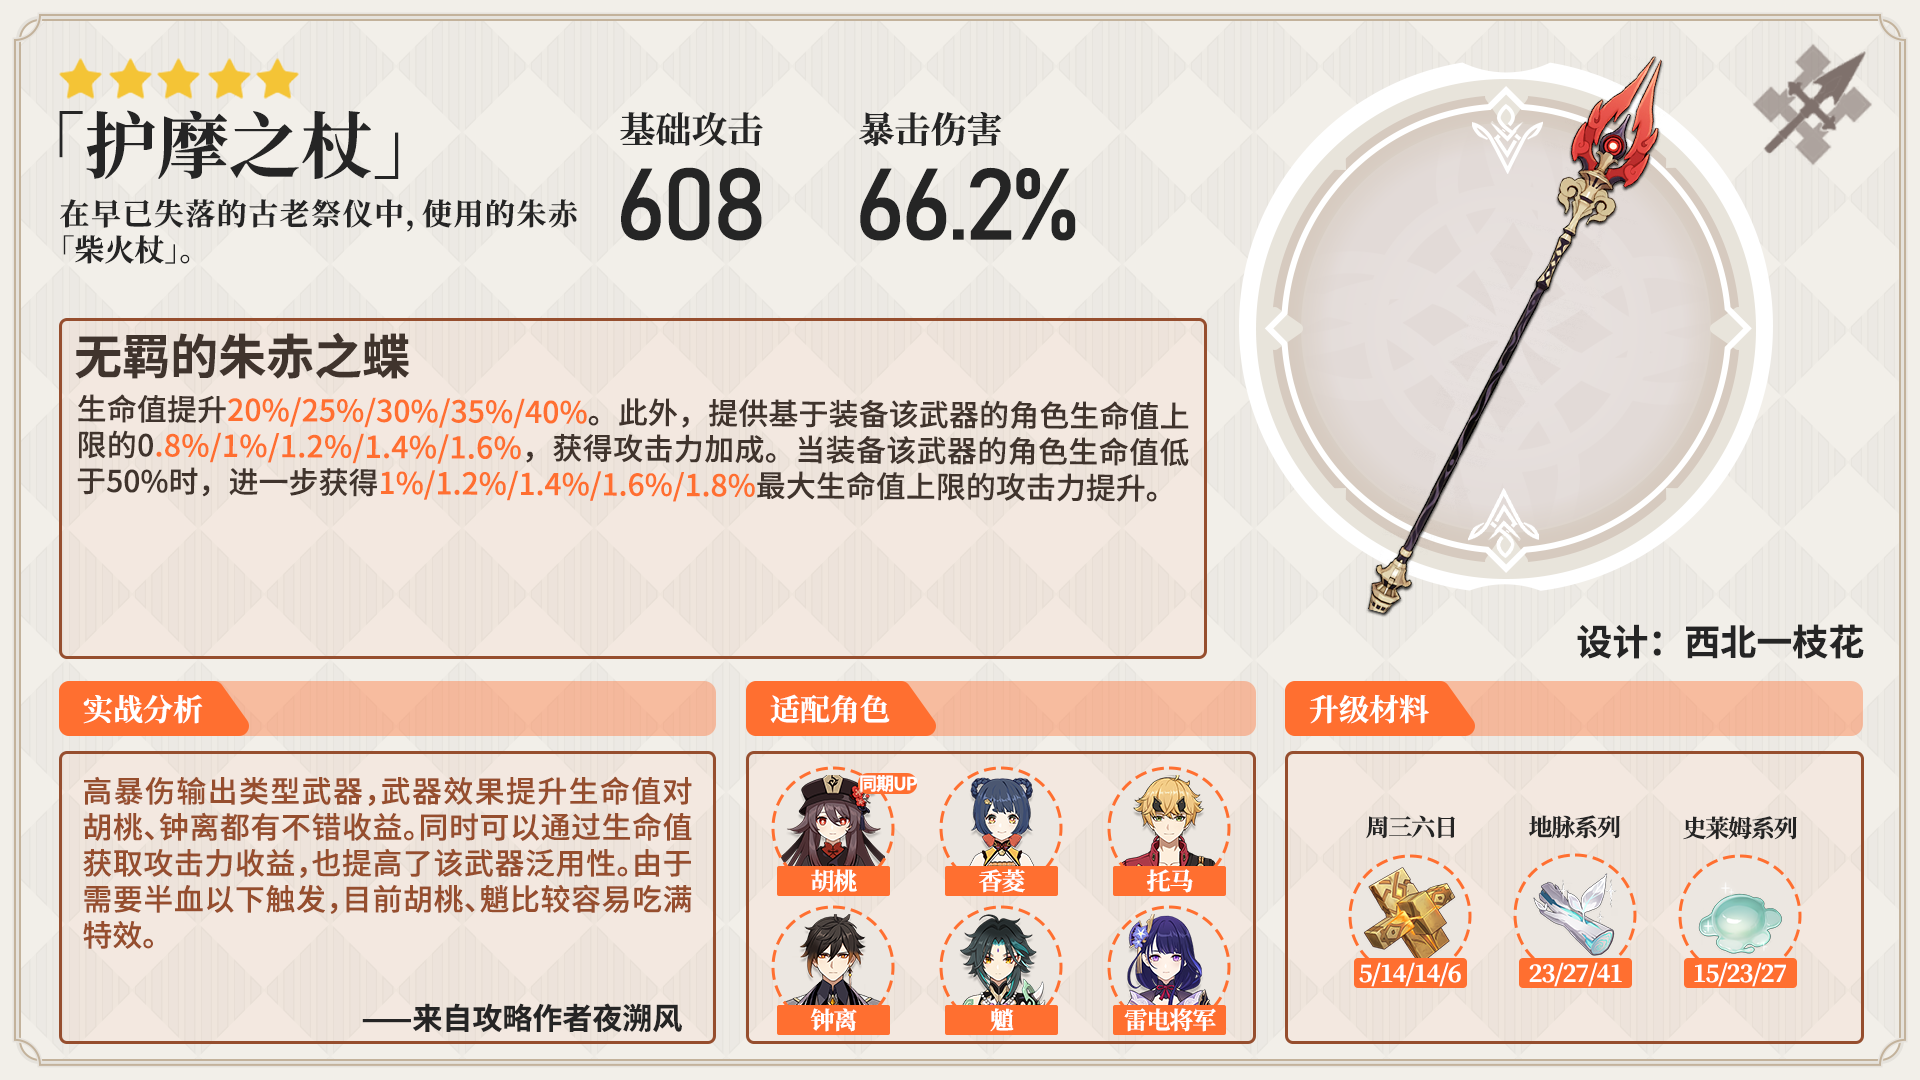 「护摩之杖」
在早已失落的古老祭仪中，使用的朱赤
「柴火杖」。
基础攻击
608
暴击伤害
66.2%
无羁的朱赤之蝶
生命值提升20%/25%/30%/35%/40%。此外，提供基于装备该武器的角色生命值上
限的0.8%/1%/1.2%/1.4%/1.6%，获得攻击力加成。当装备该武器的角色生命值低
于50%时，进一步获得1%/1.2%/1.4%/1.6%/1.8%最大生命值上限的攻击力提升。
设计：西北一枝花
实战分析
高暴伤输出类型武器，武器效果提升生命值对
胡桃、钟离都有不错收益。同时可以通过生命值
获取攻击力收益，也提高了该武器泛用性。由于
需要半血以下触发，目前胡桃、魈比较容易吃满
特效。
——来自攻略作者夜溯风
适配角色
同期UP
胡桃
香菱
托马
钟离
魈
雷电将军
升级材料
周三六日
5/14/14/6
地脉系列
23/27/41
史莱姆系列
15/23/27